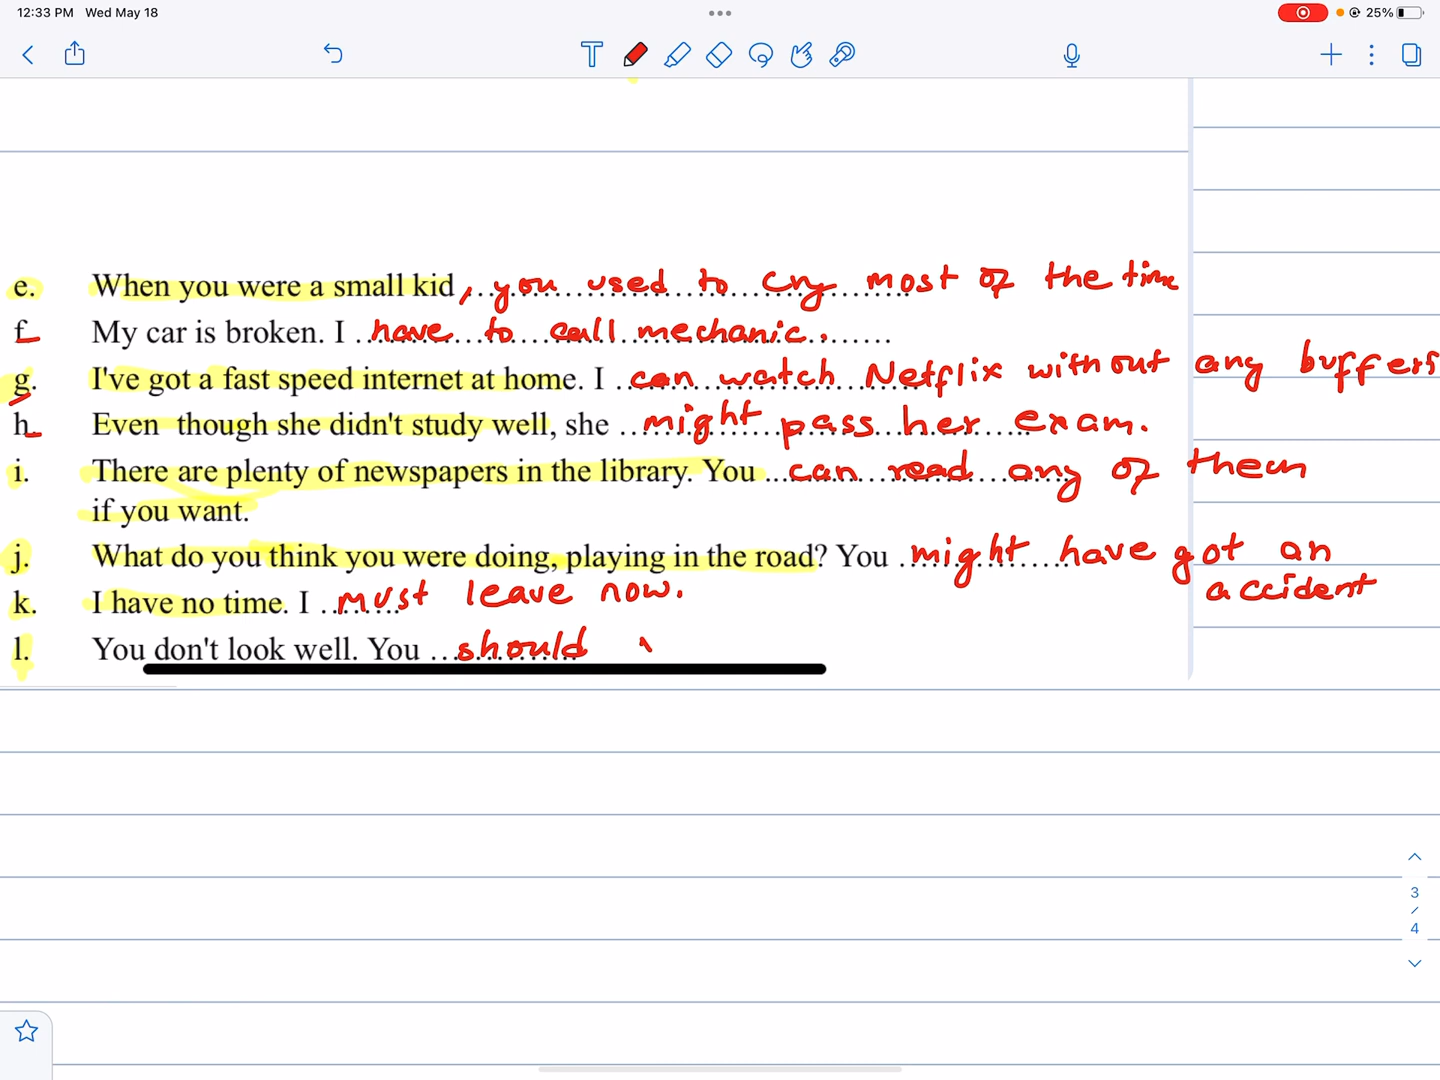 12:33 PM Wed May 18
25%
e. When you were a small kid, you used to cry most of the time
f. My car is broken. I have to call mechanic.
g. I've got a fast speed internet at home. I can watch Netflix without any buffers
h. Even though she didn't study well, she might pass her exam.
i. There are plenty of newspapers in the library. You can read any of them
if you want.
j. What do you think you were doing, playing in the road? You might have got an
accident
k. I have no time. I must leave now.
l. You don't look well. You should
3
/
4